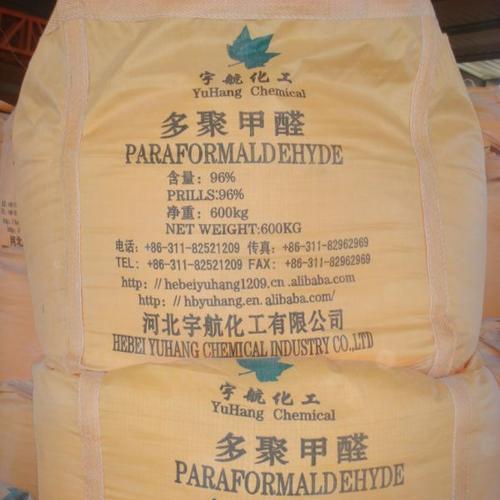 宇航化工
YuHang Chemical
多聚甲醛
PARAFORMALDEHYDE
含量：96%
PRILLS:96%
净重：600kg
NET WEIGHT:600KG
电话：+86-311-82521209 传真：+86-311-82962969
TEL: +86-311-82521209 FAX: +86-311-82962969
http://hebeiyuhang1209.cn.alibaba.com
http://hbyuhang.en.alibaba.com/
河北宇航化工有限公司
HEBEI YUHANG CHEMICAL INDUSTRY CO.,LTD
宇航化工
YuHang Chemical
多聚甲醛
PARAFORMALDEHYDE